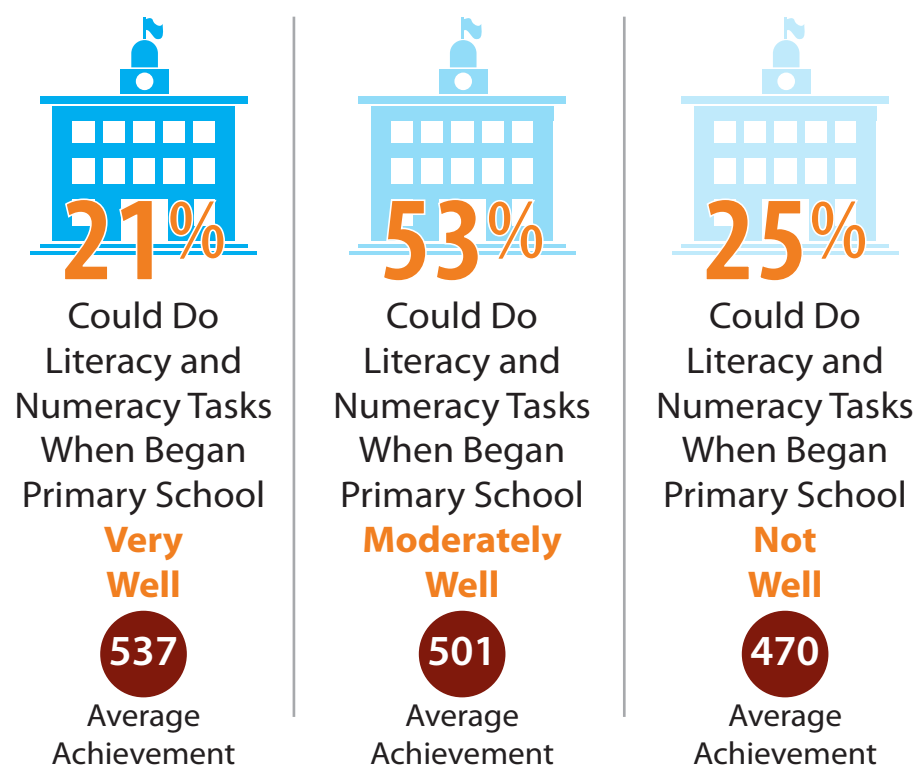 21%
Could Do
Literacy and
Numeracy Tasks
When Began
Primary School
Very
Well
537
Average
Achievement
53%
Could Do
Literacy and
Numeracy Tasks
When Began
Primary School
Moderately
Well
501
Average
Achievement
25%
Could Do
Literacy and
Numeracy Tasks
When Began
Primary School
Not
Well
470
Average
Achievement